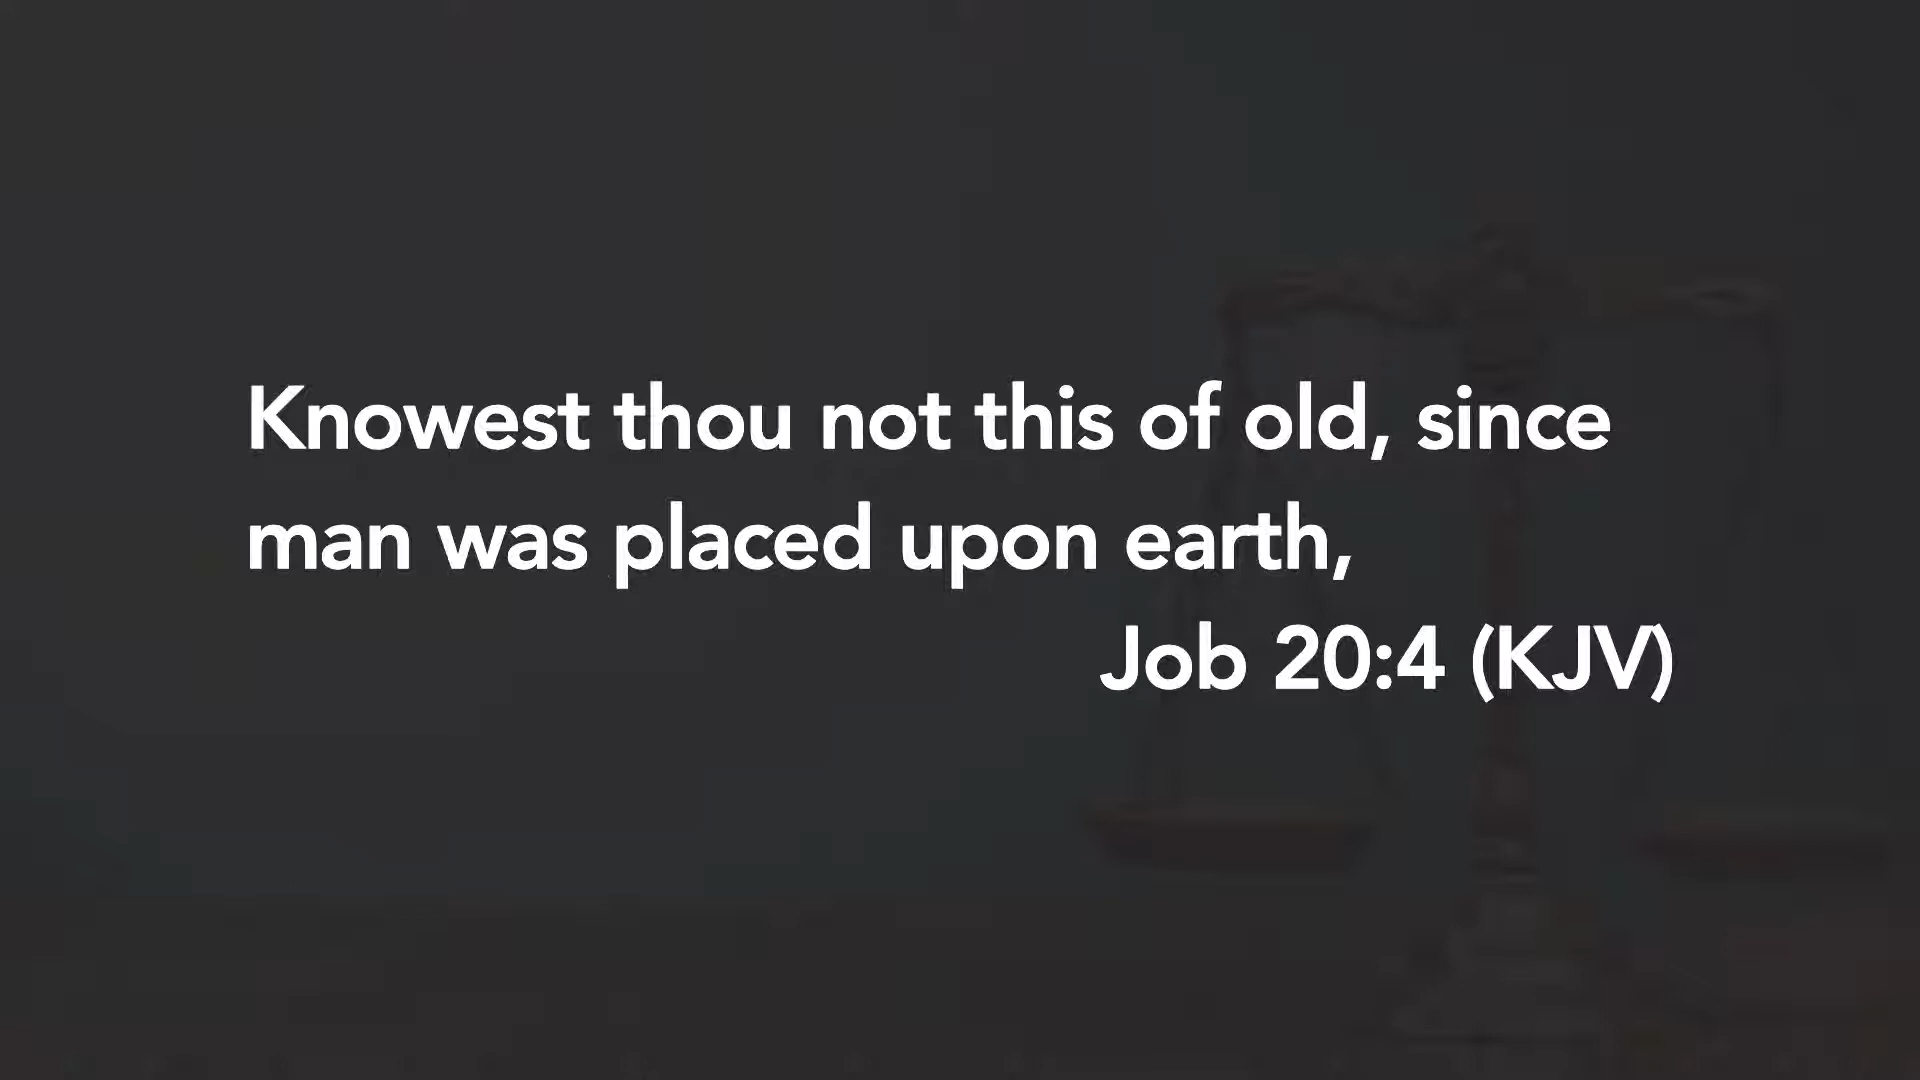 Knowest thou not this of old, since
man was placed upon earth,
Job 20:4 (KJV)